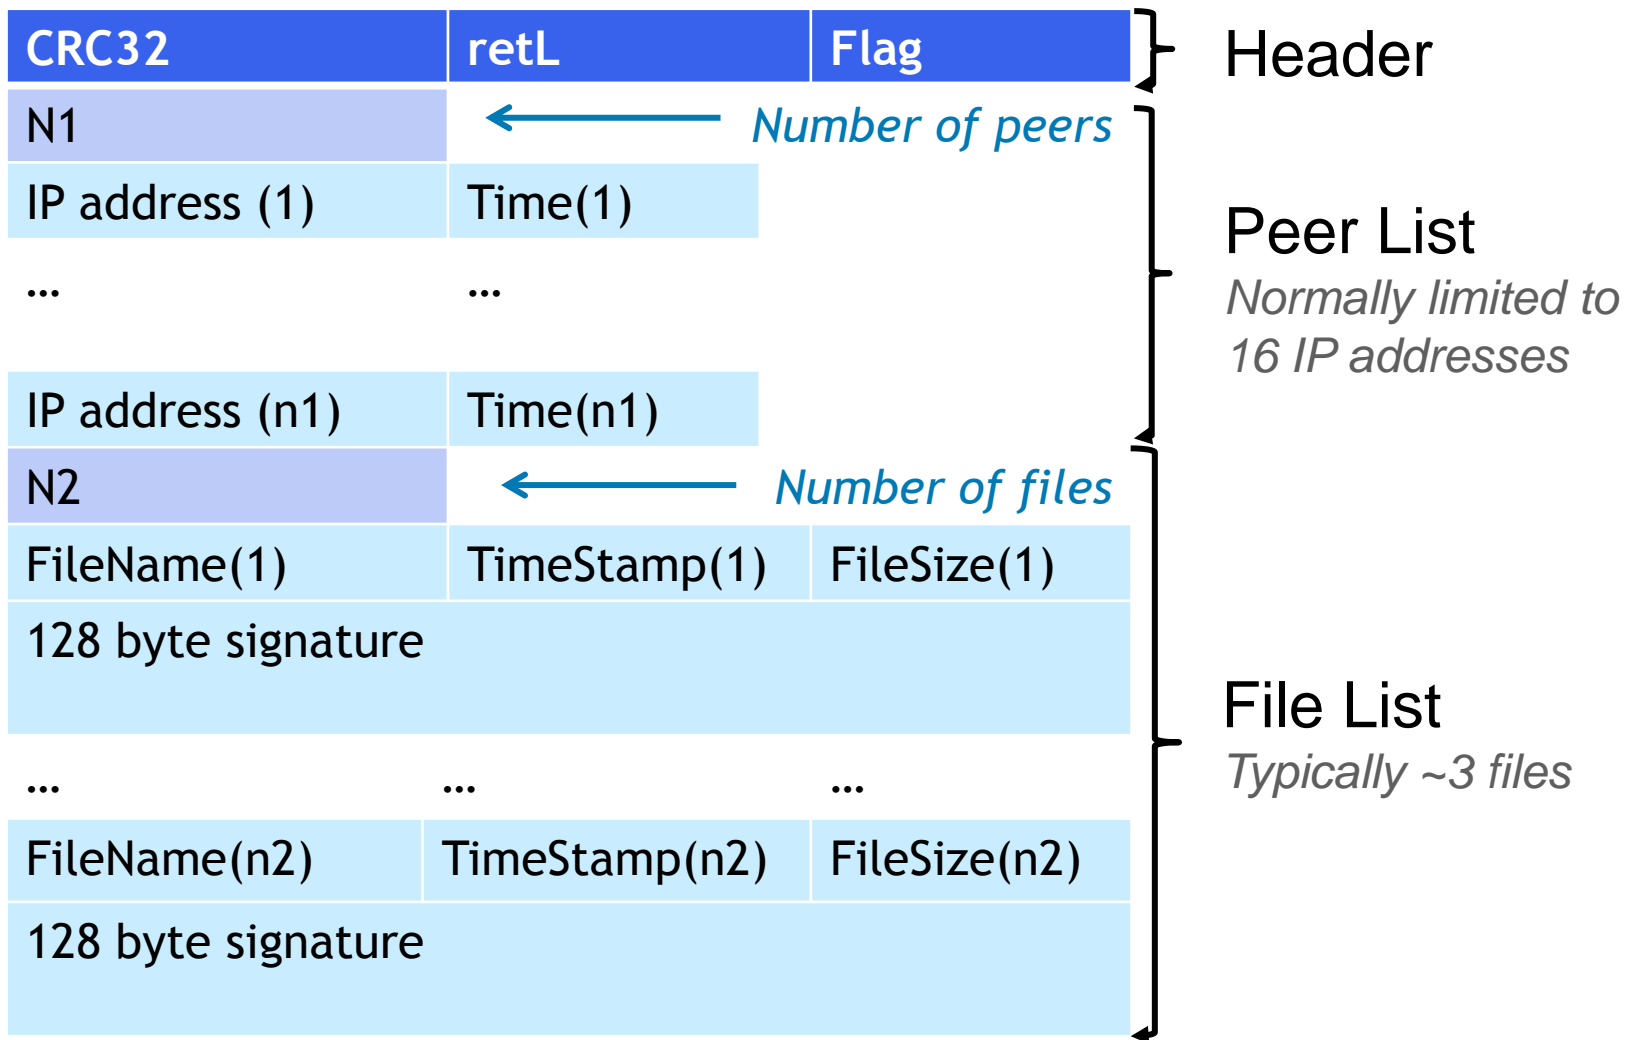 CRC32 retL Flag
Header
N1 Number of peers
IP address (1) Time(1)
Peer List
Normally limited to
16 IP addresses
... ...
IP address (n1) Time(n1)
N2 Number of files
FileName(1) TimeStamp(1) FileSize(1)
128 byte signature
File List
Typically ~3 files
... ... ...
FileName(n2) TimeStamp(n2) FileSize(n2)
128 byte signature